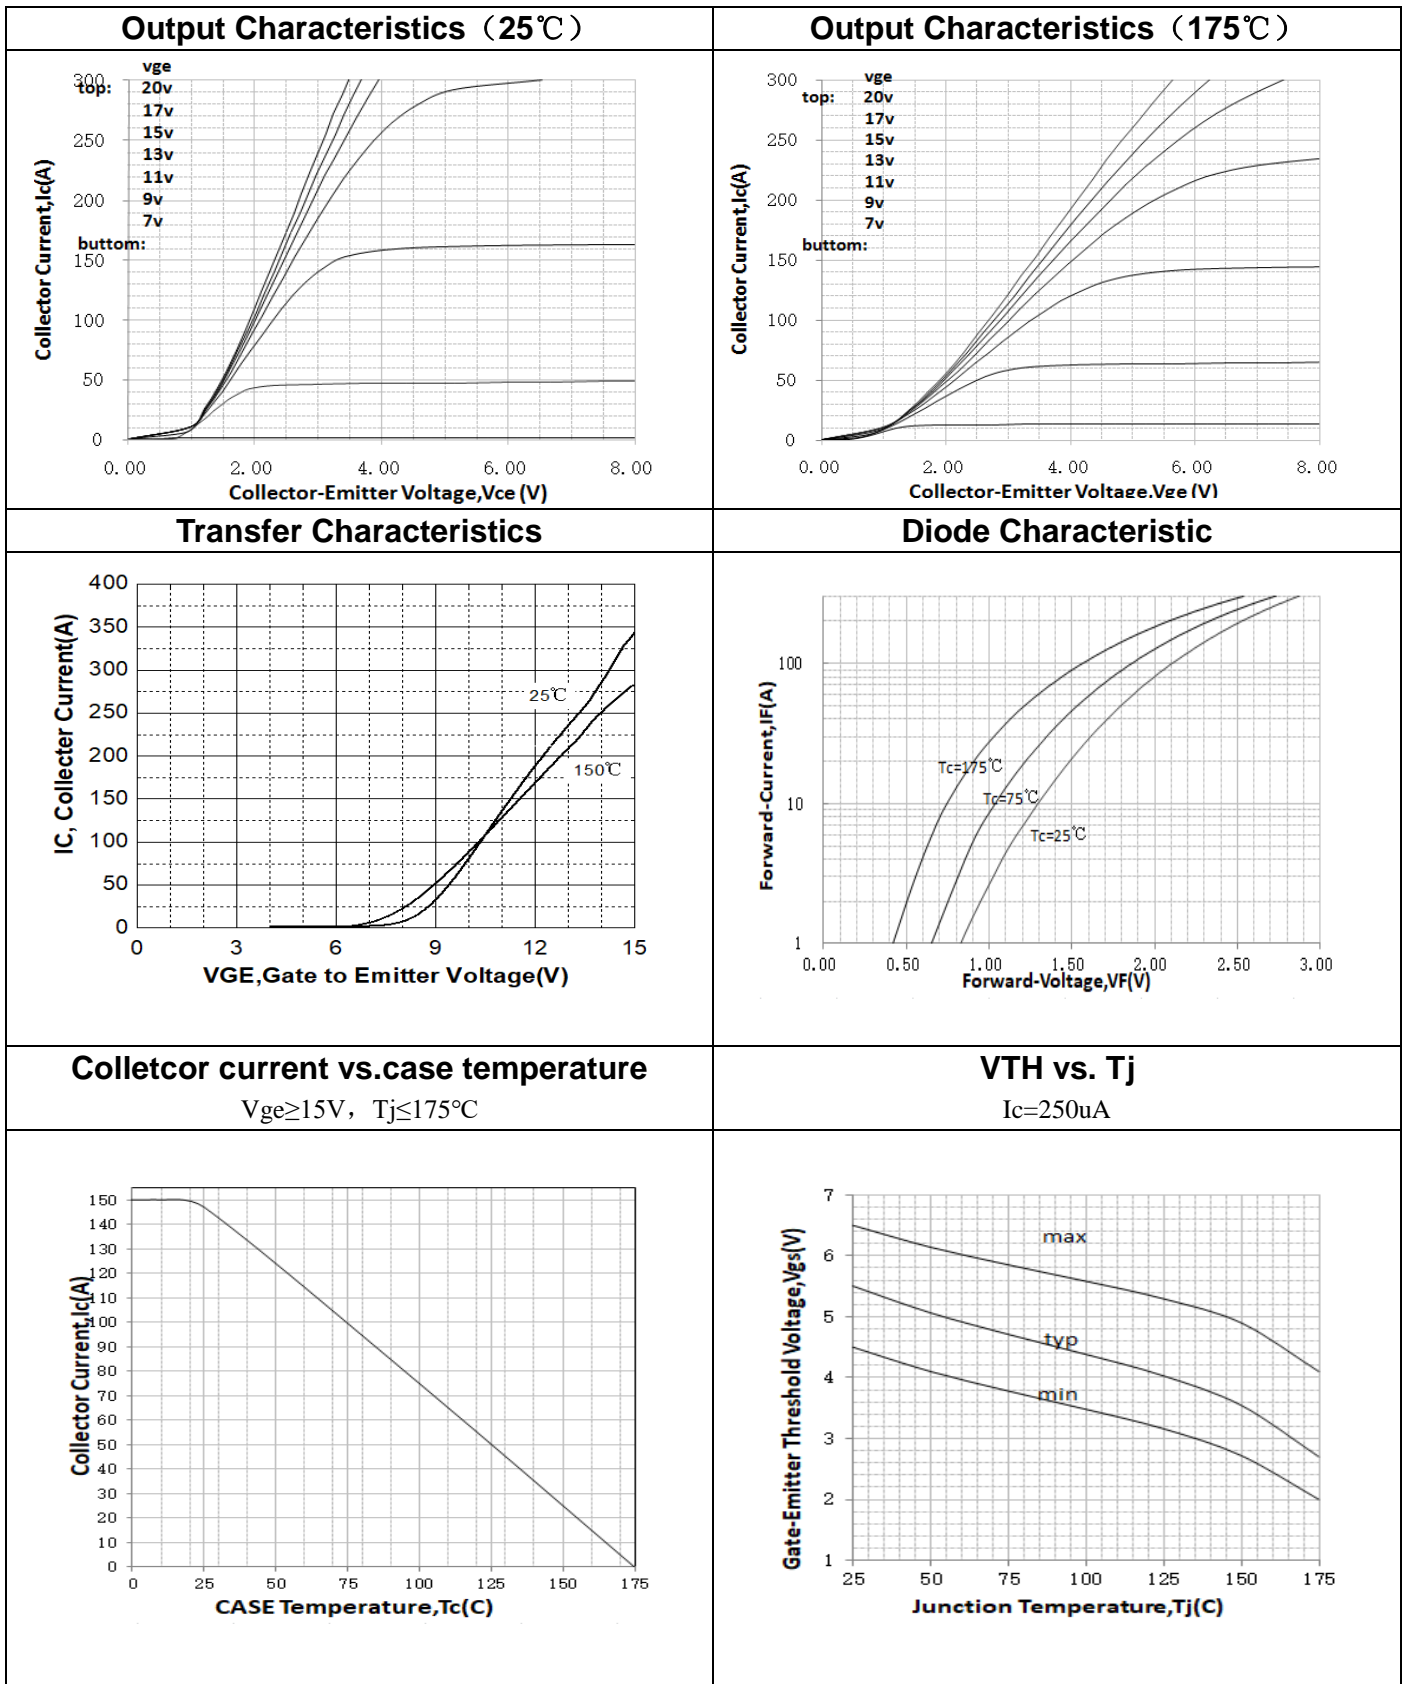 Output Characteristics（25℃）
vge
top: 20v
17v
15v
13v
11v
9v
7v
buttom:
300
250
200
150
100
50
0
Collector Current,Ic(A)
0.00 2.00 4.00 6.00 8.00
Collector-Emitter Voltage,Vce (V)
Output Characteristics（175℃）
vge
top: 20v
17v
15v
13v
11v
9v
7v
buttom:
300
250
200
150
100
50
0
Collector Current,Ic(A)
0.00 2.00 4.00 6.00 8.00
Collector-Emitter Voltage,Vge (V)
Transfer Characteristics
400
350
300
250
200
150
100
50
0
IC, Collecter Current(A)
25℃
150℃
0 3 6 9 12 15
VGE,Gate to Emitter Voltage(V)
Diode Characteristic
100
10
1
Forward-Current,IF(A)
Tc=175℃
Tc=75℃
Tc=25℃
0.00 0.50 1.00 1.50 2.00 2.50 3.00
Forward-Voltage,VF(V)
Colletcor current vs.case temperature
Vge≥15V，Tj≤175°C
150
140
130
120
110
100
90
80
70
60
50
40
30
20
10
0
Collector Current,Ic(A)
0 25 50 75 100 125 150 175
CASE Temperature,Tc(C)
VTH vs. Tj
Ic=250uA
7
6
5
4
3
2
1
Gate-Emitter Threshold Voltage,Vgs(V)
max
typ
min
25 50 75 100 125 150 175
Junction Temperature,Tj(C)